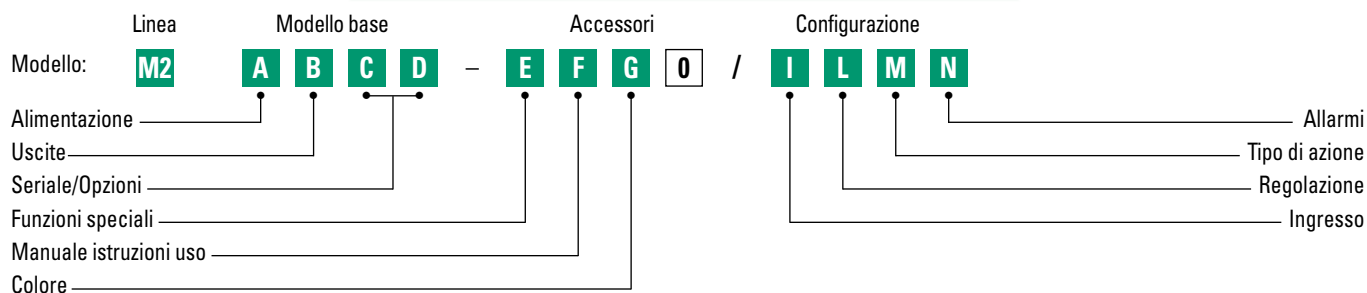 Linea Modello base Accessori Configurazione
Modello: M2 A B C D – E F G 0 / I L M N
Alimentazione Allarmi
Uscite Tipo di azione
Seriale/Opzioni Regolazione
Funzioni speciali Ingresso
Manuale istruzioni uso
Colore